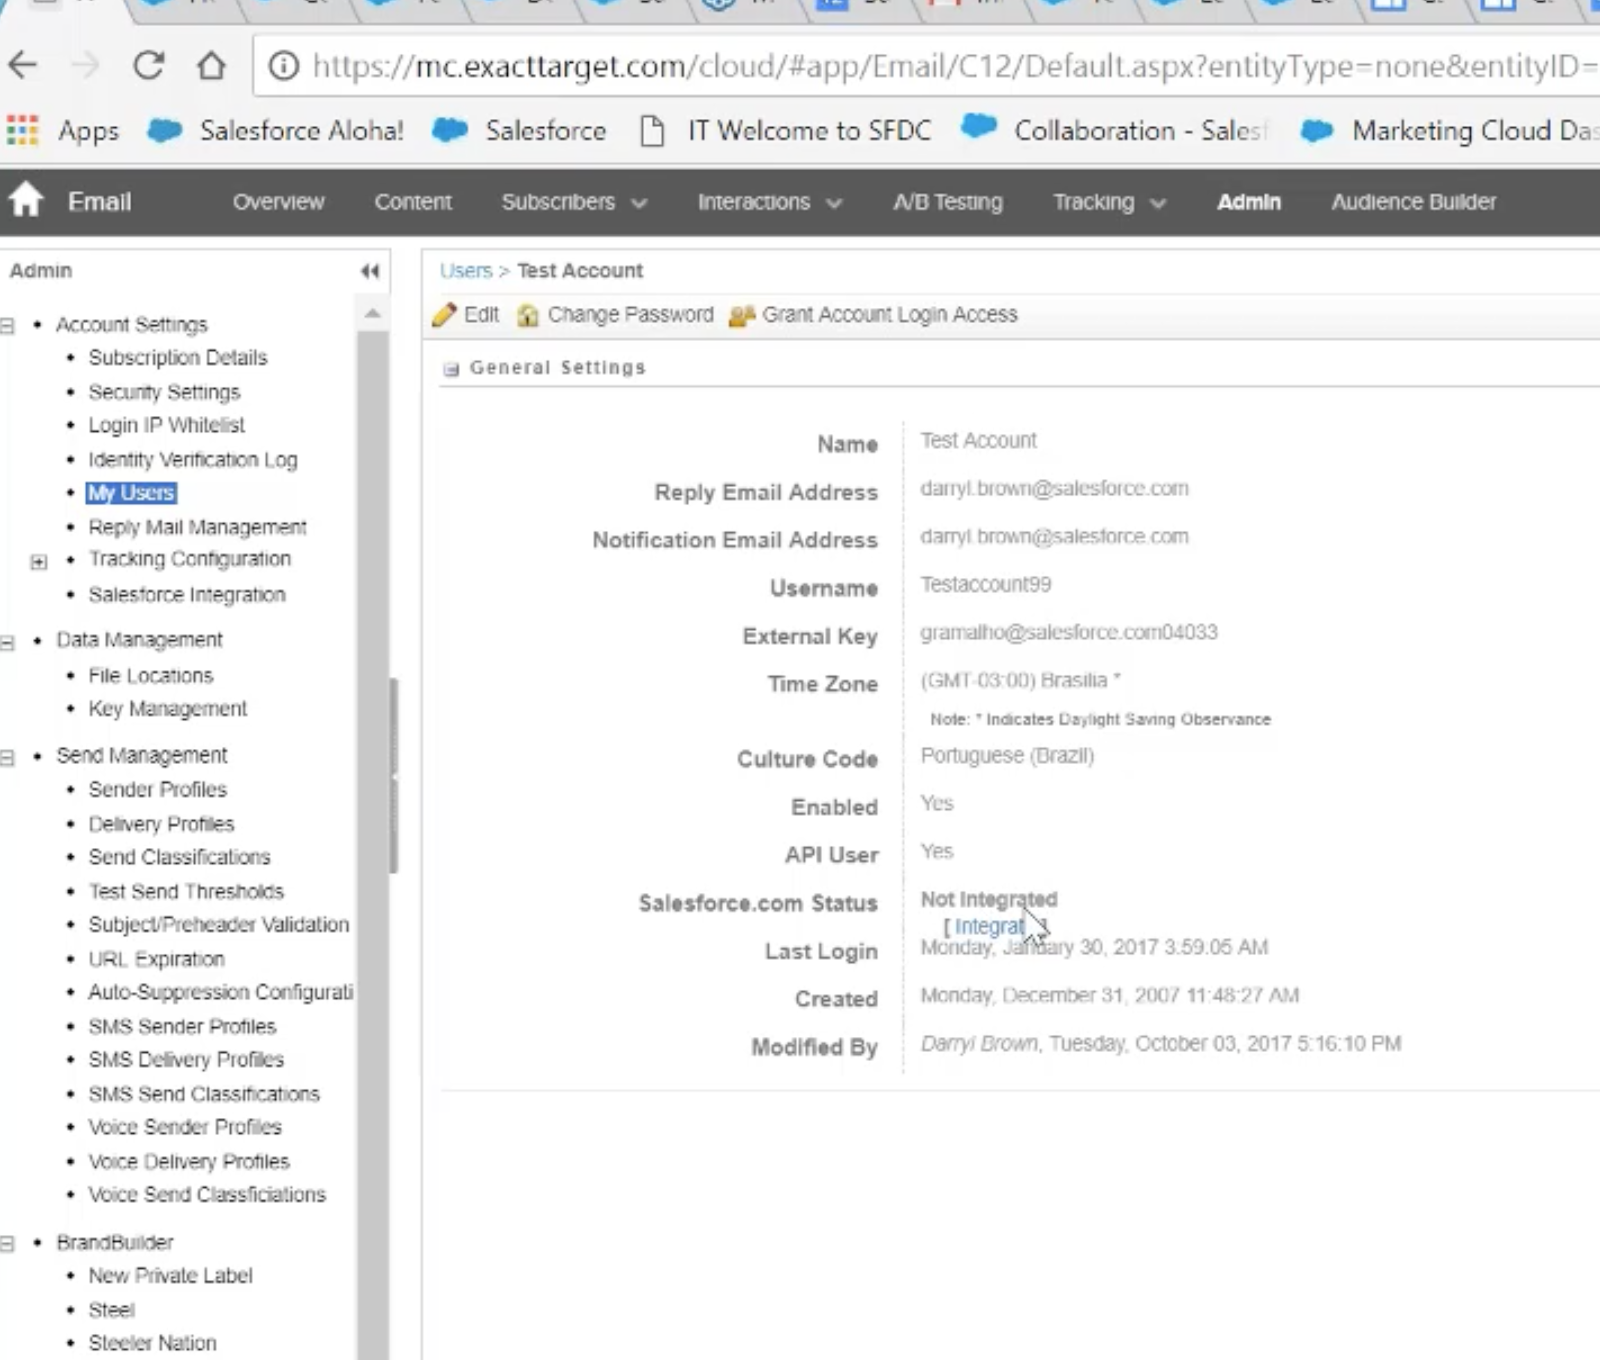 https://mc.exacttarget.com/cloud/#app/Email/C12/Default.aspx?entityType=none&entityID=
Apps Salesforce Aloha! Salesforce IT Welcome to SFDC Collaboration - Salesf Marketing Cloud Das
Email Overview Content Subscribers Interactions A/B Testing Tracking Admin Audience Builder
Admin
Account Settings
Subscription Details
Security Settings
Login IP Whitelist
Identity Verification Log
My Users
Reply Mail Management
Tracking Configuration
Salesforce Integration
Data Management
File Locations
Key Management
Send Management
Sender Profiles
Delivery Profiles
Send Classifications
Test Send Thresholds
Subject/Preheader Validation
URL Expiration
Auto-Suppression Configurati
SMS Sender Profiles
SMS Delivery Profiles
SMS Send Classifications
Voice Sender Profiles
Voice Delivery Profiles
Voice Send Classficiations
BrandBuilder
New Private Label
Steel
Steeler Nation
Users > Test Account
Edit Change Password Grant Account Login Access
General Settings
Name Test Account
Reply Email Address darryl.brown@salesforce.com
Notification Email Address darryl.brown@salesforce.com
Username Testaccount99
External Key gramalho@salesforce.com04033
Time Zone (GMT-03:00) Brasilia *
Note: * Indicates Daylight Saving Observance
Culture Code Portuguese (Brazil)
Enabled Yes
API User Yes
Salesforce.com Status Not Integrated
[ Integrat ]
Last Login Monday, January 30, 2017 3:59:05 AM
Created Monday, December 31, 2007 11:48:27 AM
Modified By Darryl Brown, Tuesday, October 03, 2017 5:16:10 PM